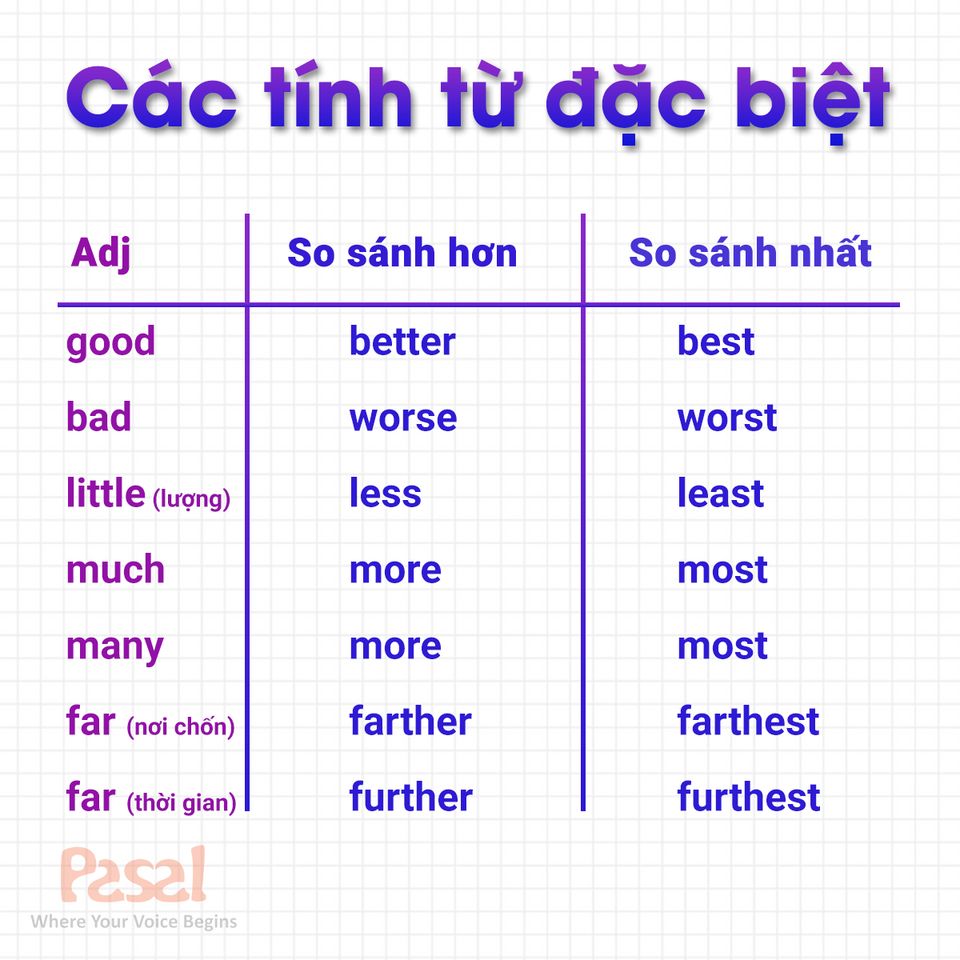 Các tính từ đặc biệt
Adj So sánh hơn So sánh nhất
good better best
bad worse worst
little (lượng) less least
much more most
many more most
far (nơi chốn) farther farthest
far (thời gian) further furthest
Pasal
Where Your Voice Begins